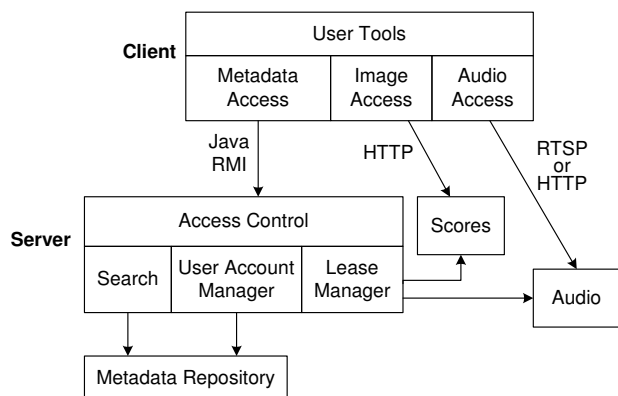 User Tools
Client
Metadata
Access
Image
Access
Audio
Access
Java
RMI
HTTP
RTSP
or
HTTP
Access Control
Server
Search
User Account
Manager
Lease
Manager
Scores
Audio
Metadata Repository